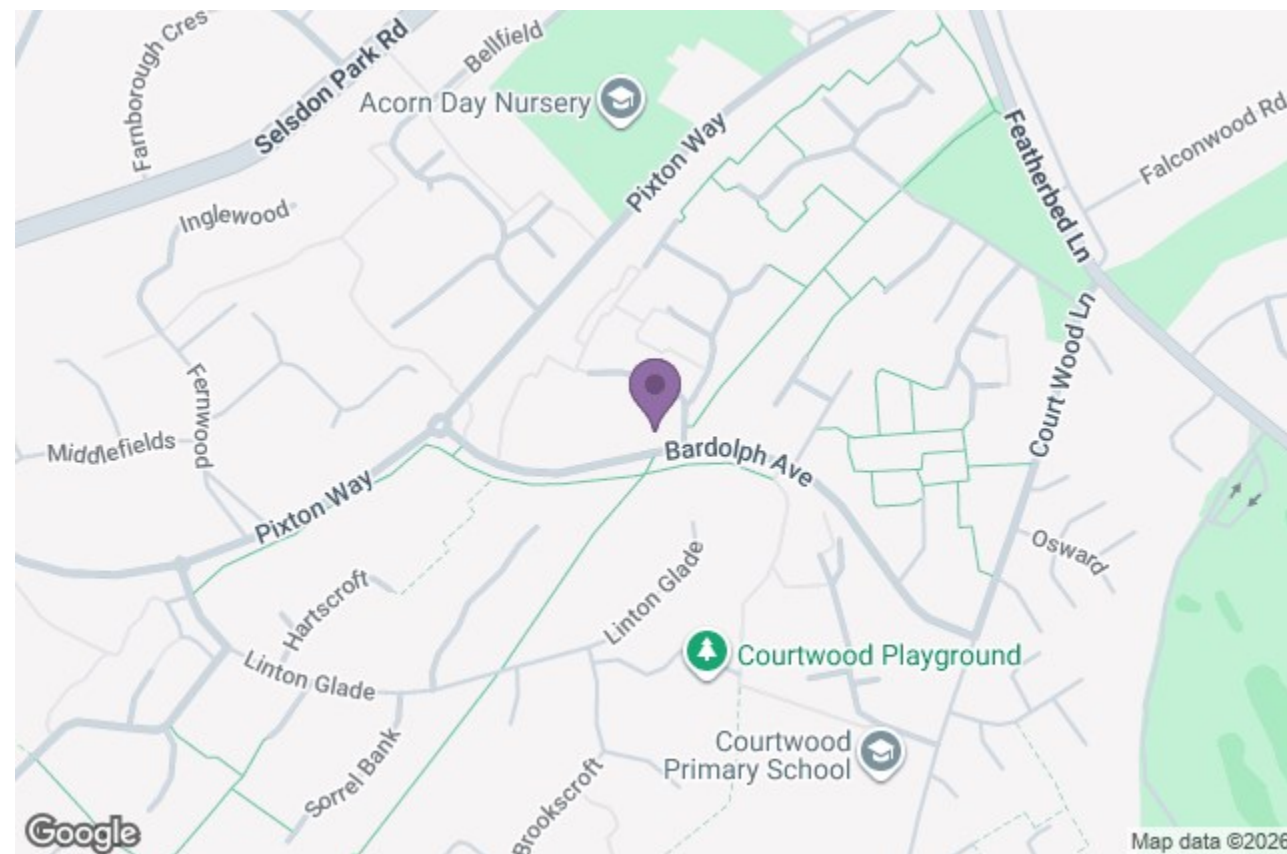 Farnborough Cres
Selsdon Park Rd
Bellfield
Acorn Day Nursery
Pixton Way
Featherbed Ln
Falconwood Rd
Inglewood
Fernwood
Middlefields
Court Wood Ln
Bardolph Ave
Pixton Way
Osward
Hartscroft
Linton Glade
Linton Glade
Courtwood Playground
Courtwood
Primary School
Sorrel Bank
Brookscroft
Google
Map data ©2026